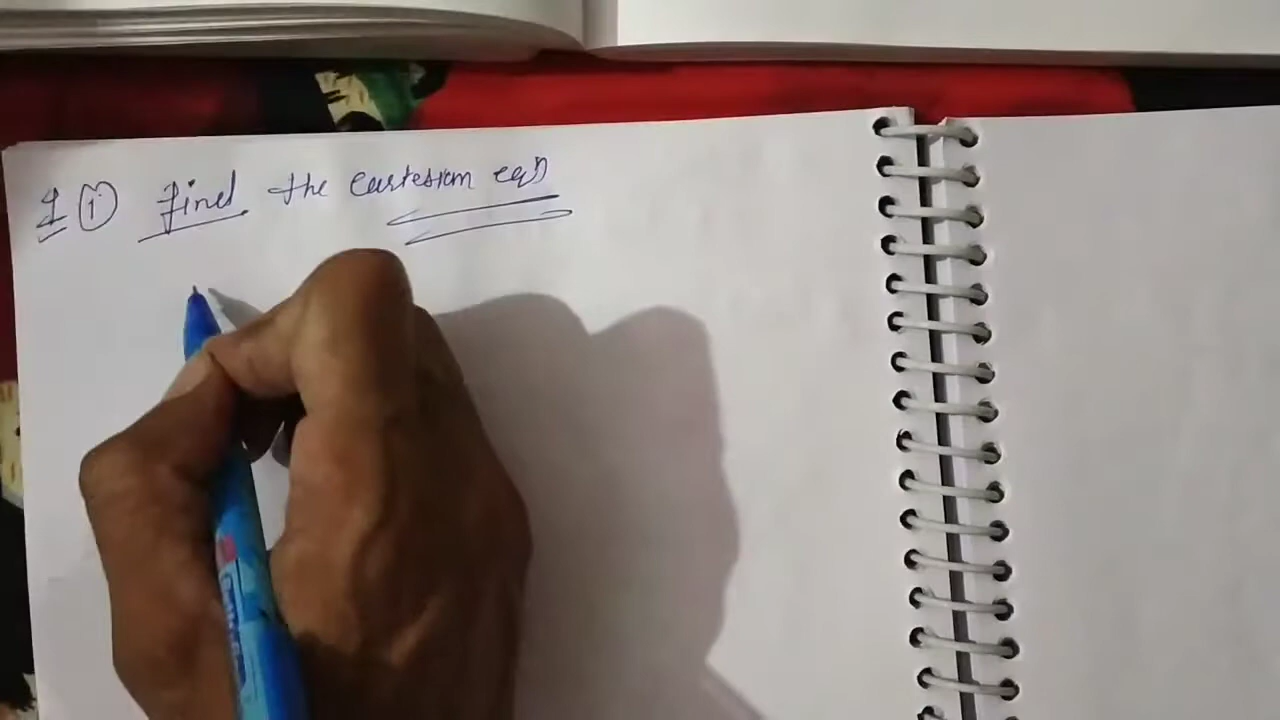 1 (i) find the cartesian eqn